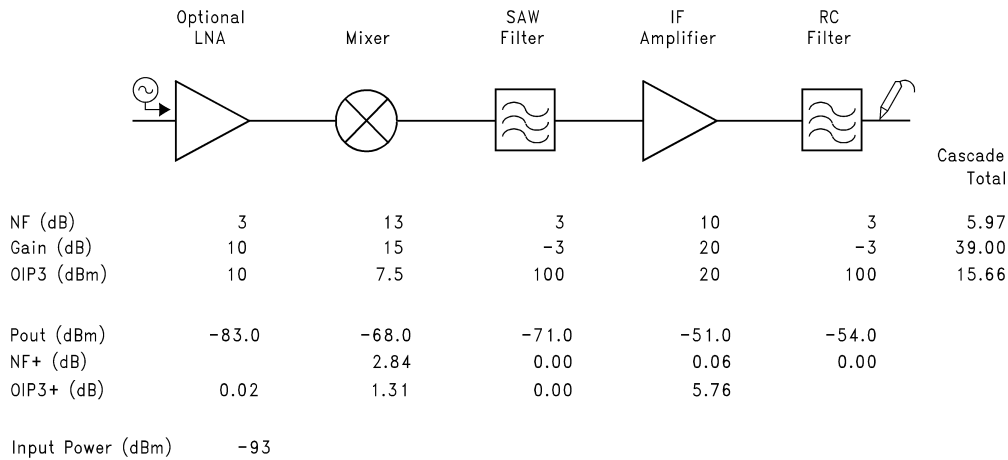 Optional LNA
Mixer
SAW Filter
IF Amplifier
RC Filter
Cascade Total
NF (dB) 3 13 3 10 3 5.97
Gain (dB) 10 15 -3 20 -3 39.00
OIP3 (dBm) 10 7.5 100 20 100 15.66
Pout (dBm) -83.0 -68.0 -71.0 -51.0 -54.0
NF+ (dB) 2.84 0.00 0.06 0.00
OIP3+ (dB) 0.02 1.31 0.00 5.76
Input Power (dBm) -93